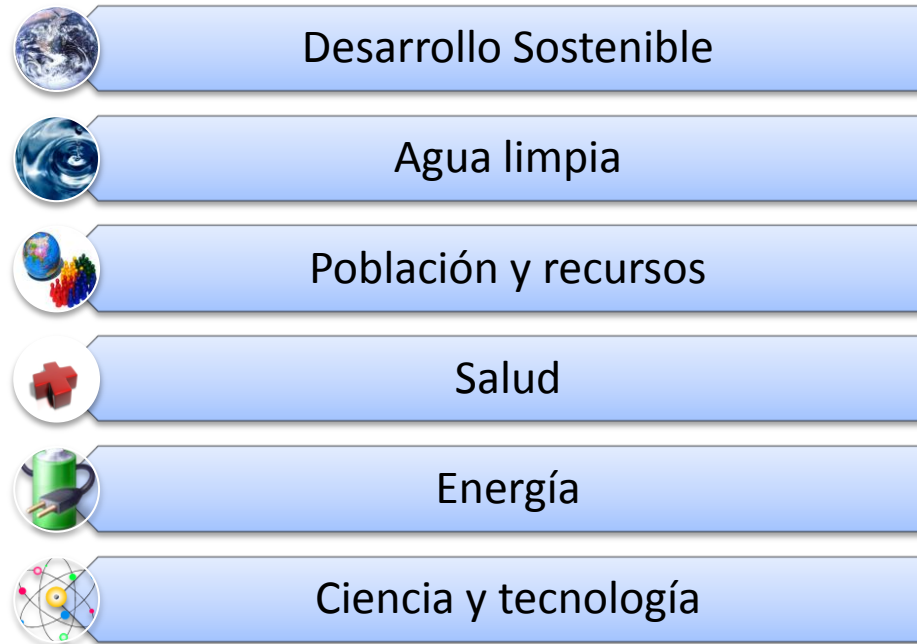 Desarrollo Sostenible
Agua limpia
Población y recursos
Salud
Energía
Ciencia y tecnología